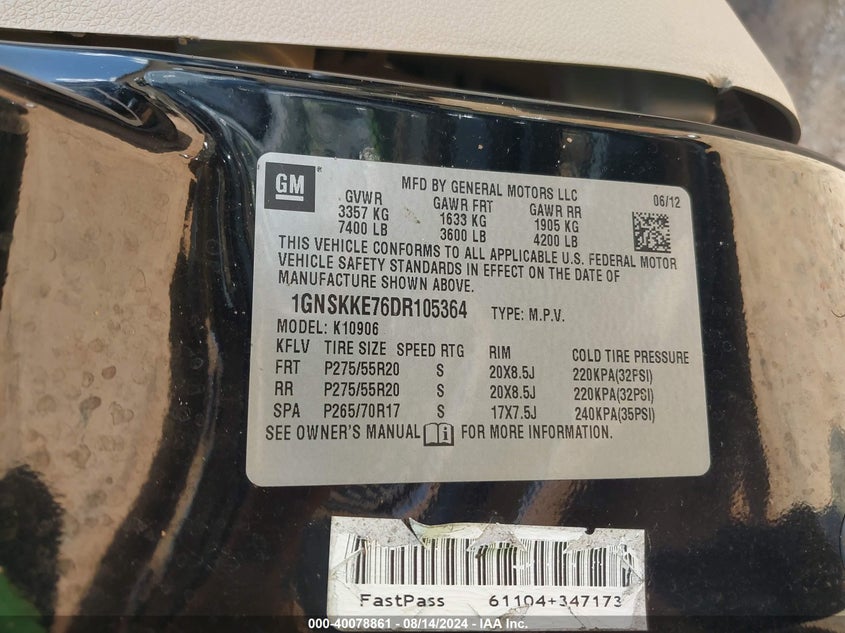 GM
MFD BY GENERAL MOTORS LLC
06/12
GVWR GAWR FRT GAWR RR
3357 KG 1633 KG 1905 KG
7400 LB 3600 LB 4200 LB
THIS VEHICLE CONFORMS TO ALL APPLICABLE U.S. FEDERAL MOTOR
VEHICLE SAFETY STANDARDS IN EFFECT ON THE DATE OF
MANUFACTURE SHOWN ABOVE.
1GNSKKE76DR105364 TYPE: M.P.V.
MODEL: K10906
KFLV TIRE SIZE SPEED RTG RIM COLD TIRE PRESSURE
FRT P275/55R20 S 20X8.5J 220KPA(32PSI)
RR P275/55R20 S 20X8.5J 220KPA(32PSI)
SPA P265/70R17 S 17X7.5J 240KPA(35PSI)
SEE OWNER'S MANUAL FOR MORE INFORMATION.
FastPass 61104+347173
000-40078861 - 08/14/2024 - IAA Inc.